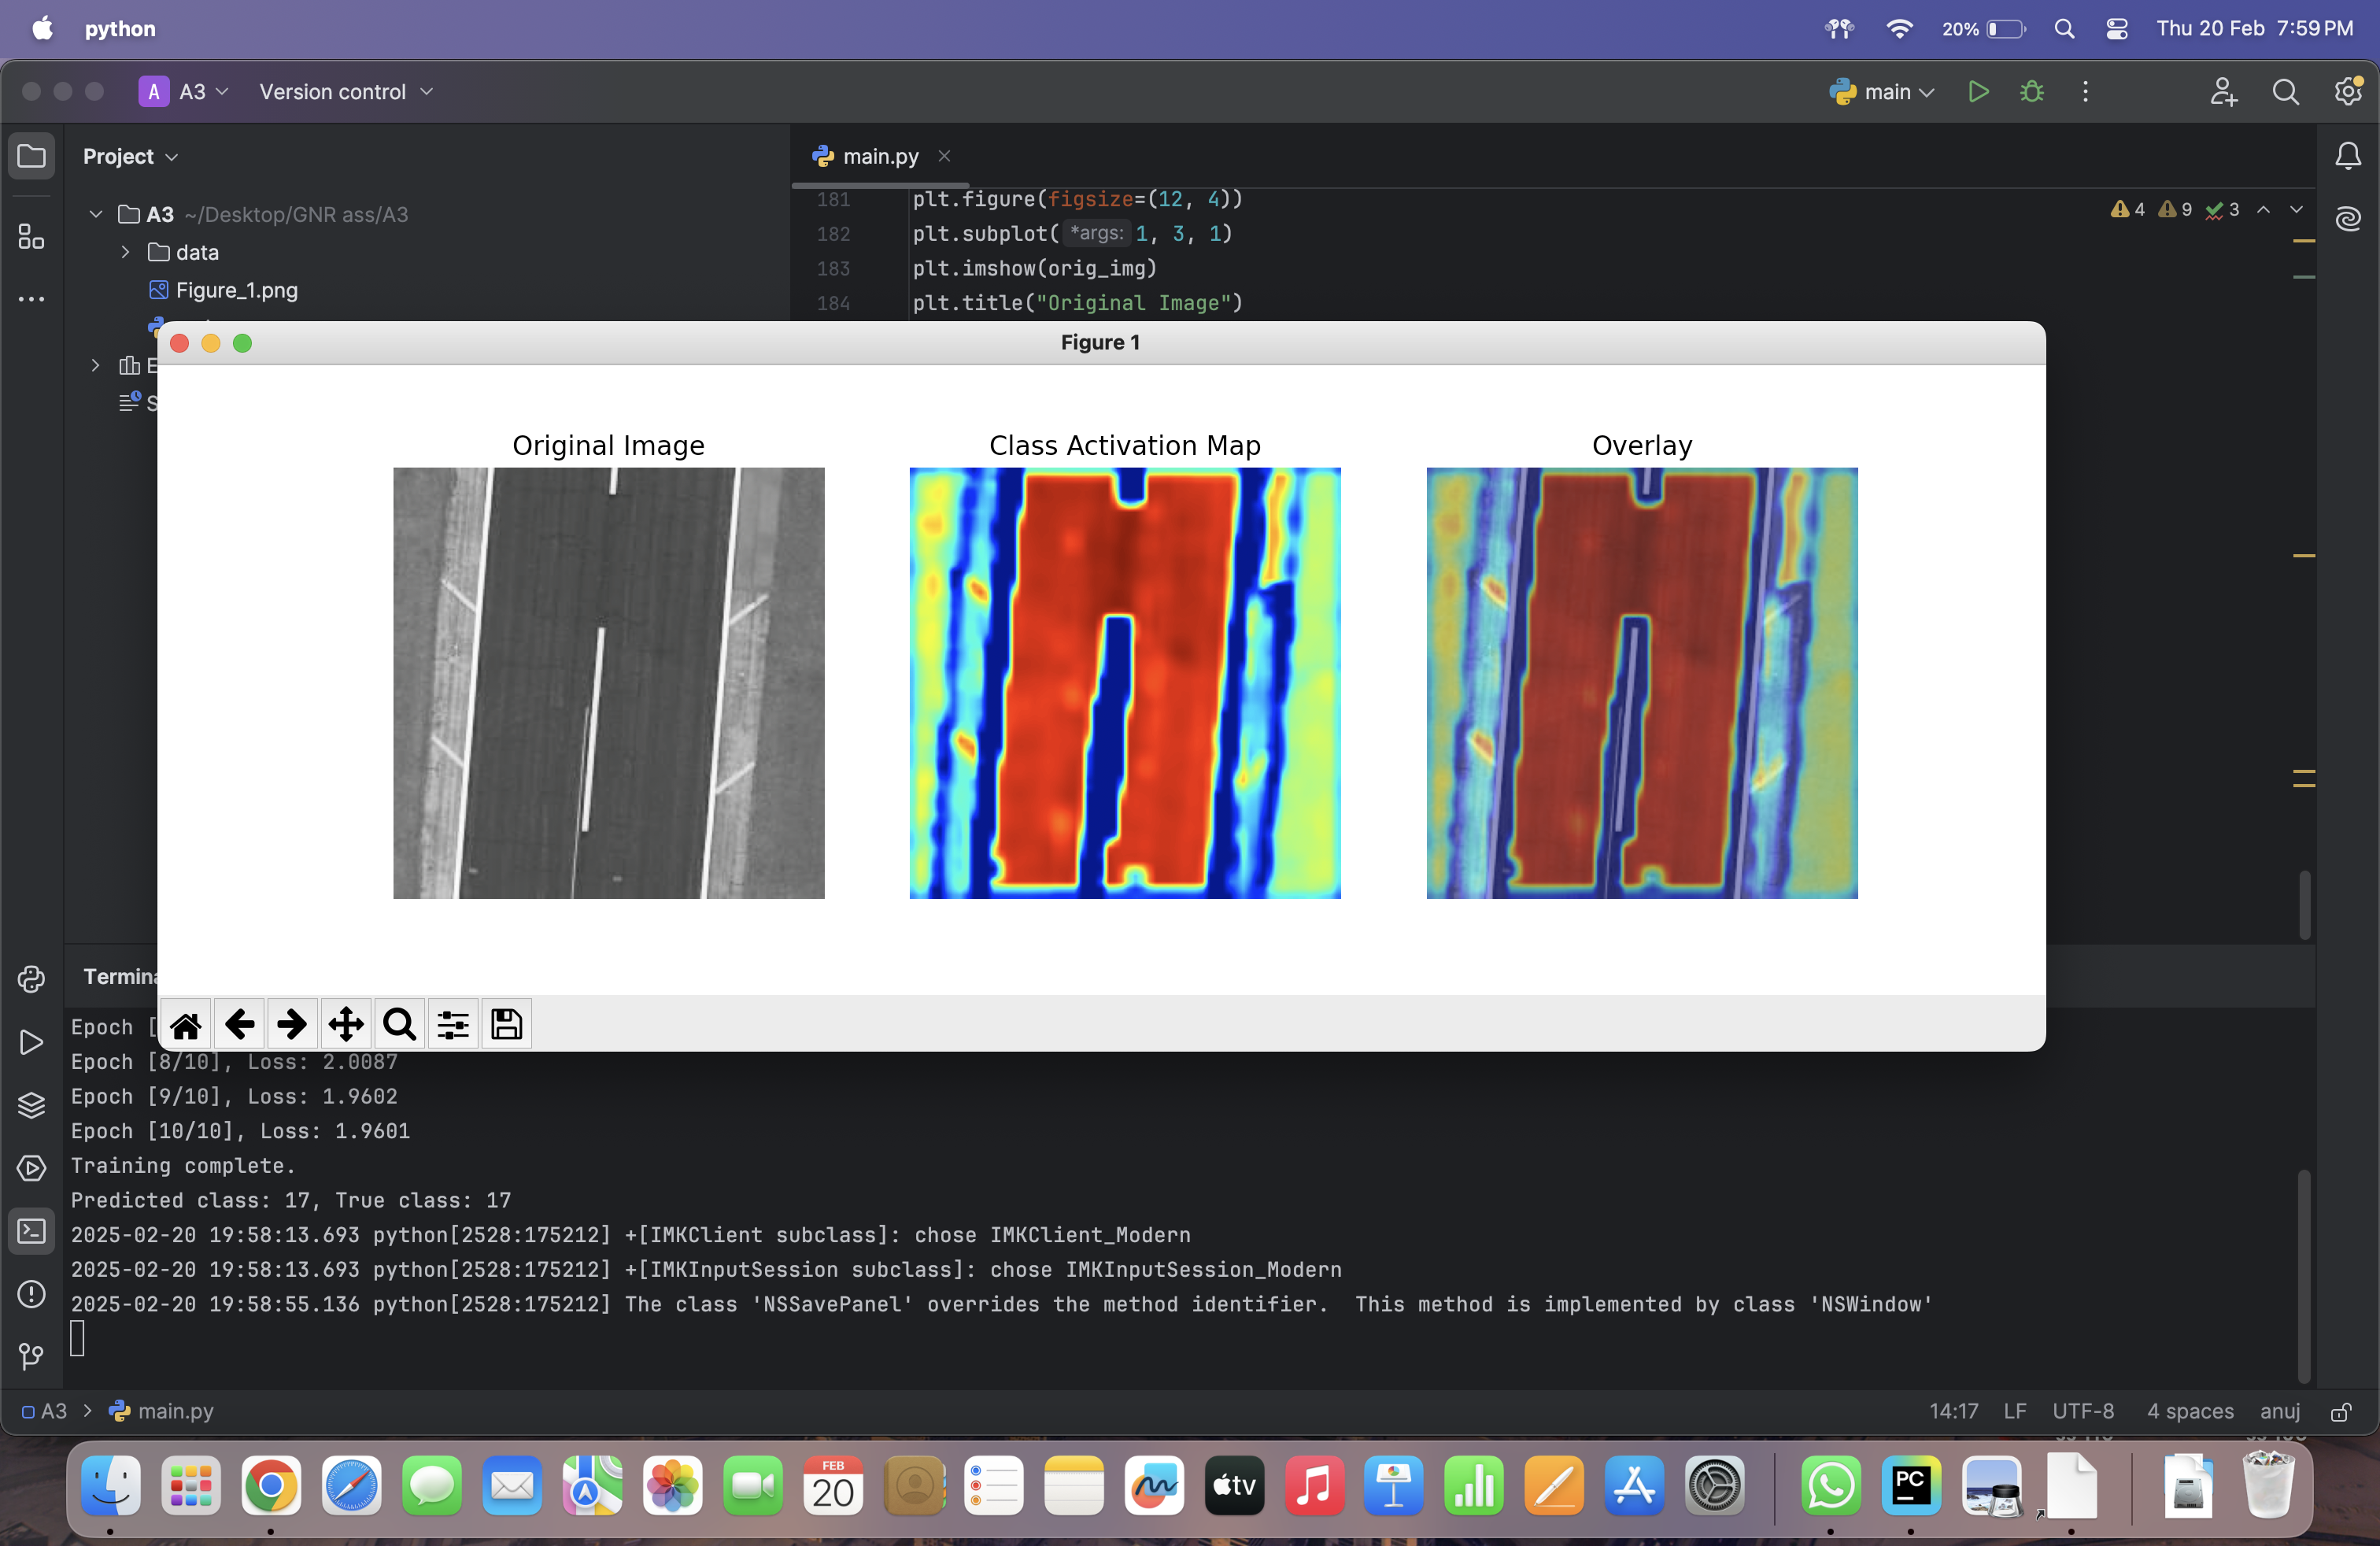 python
20%
Thu 20 Feb 7:59 PM
A A3
Version control
main
Project
main.py
A3 ~/Desktop/GNR ass/A3
data
Figure_1.png
E
S
181 plt.figure(figsize=(12, 4))
182 plt.subplot( *args: 1, 3, 1)
183 plt.imshow(orig_img)
184 plt.title("Original Image")
4 9 3
Figure 1
Original Image
Class Activation Map
Overlay
Termina
Epoch [
Epoch [8/10], Loss: 2.0087
Epoch [9/10], Loss: 1.9602
Epoch [10/10], Loss: 1.9601
Training complete.
Predicted class: 17, True class: 17
2025-02-20 19:58:13.693 python[2528:175212] +[IMKClient subclass]: chose IMKClient_Modern
2025-02-20 19:58:13.693 python[2528:175212] +[IMKInputSession subclass]: chose IMKInputSession_Modern
2025-02-20 19:58:55.136 python[2528:175212] The class 'NSSavePanel' overrides the method identifier.  This method is implemented by class 'NSWindow'
A3 > main.py
14:17 LF UTF-8 4 spaces anuj
FEB
20
tv
PC